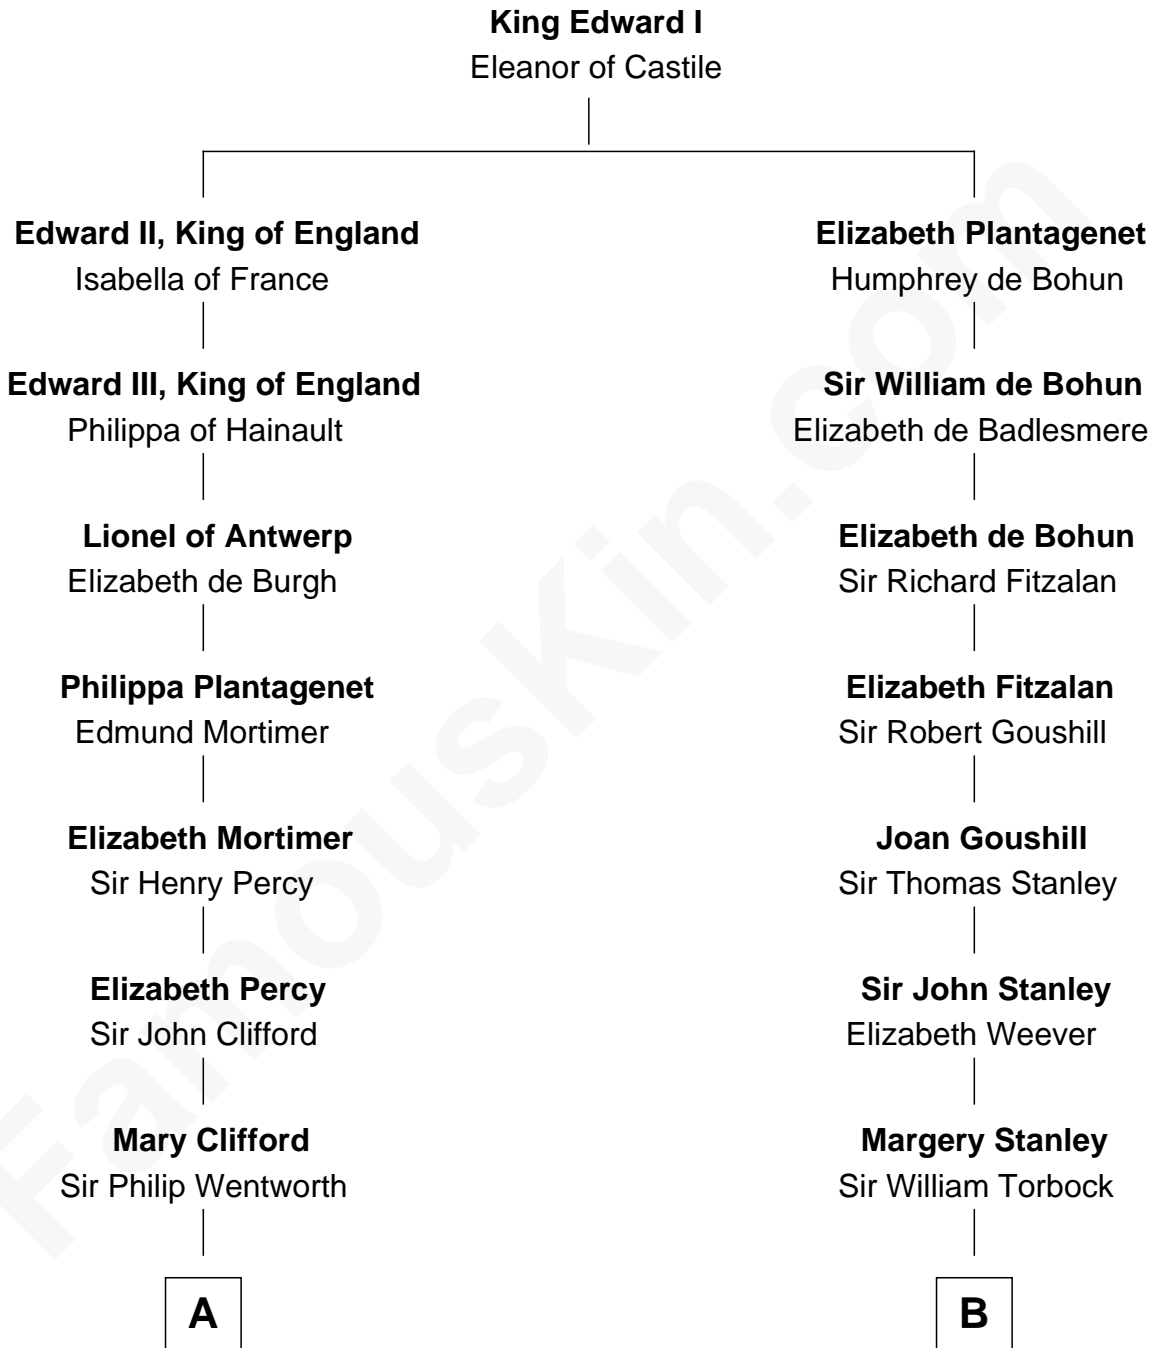 King Edward I
Eleanor of Castile
Edward II, King of England
Isabella of France
Elizabeth Plantagenet
Humphrey de Bohun
Edward III, King of England
Philippa of Hainault
Sir William de Bohun
Elizabeth de Badlesmere
Lionel of Antwerp
Elizabeth de Burgh
Elizabeth de Bohun
Sir Richard Fitzalan
Philippa Plantagenet
Edmund Mortimer
Elizabeth Fitzalan
Sir Robert Goushill
Elizabeth Mortimer
Sir Henry Percy
Joan Goushill
Sir Thomas Stanley
Elizabeth Percy
Sir John Clifford
Sir John Stanley
Elizabeth Weever
Mary Clifford
Sir Philip Wentworth
Margery Stanley
Sir William Torbock
A
B
FamousKin.com